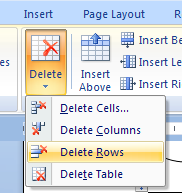 Insert Page Layout
Delete
Insert
Above
Insert Be
Insert Le
Insert Ri
Delete Cells...
Delete Columns
Delete Rows
Delete Table